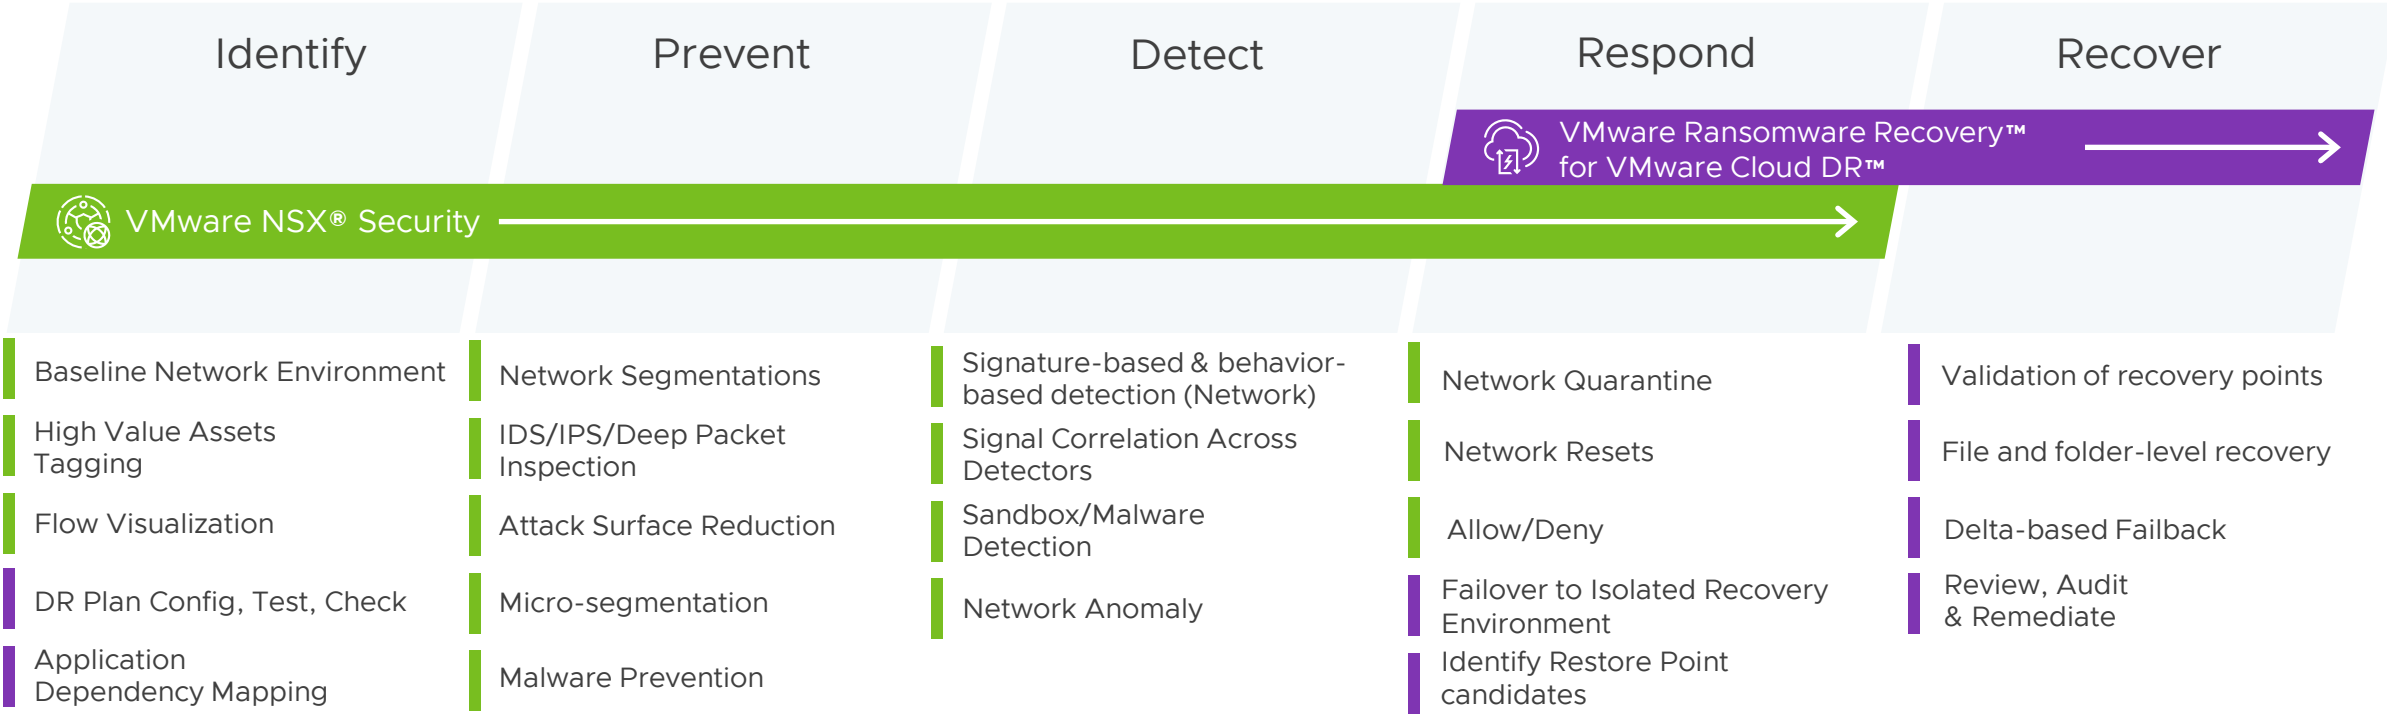 Identify
Prevent
Detect
Respond
Recover
VMware Ransomware Recovery™
for VMware Cloud DR™
VMware NSX® Security
Baseline Network Environment
High Value Assets
Tagging
Flow Visualization
DR Plan Config, Test, Check
Application
Dependency Mapping
Network Segmentations
IDS/IPS/Deep Packet
Inspection
Attack Surface Reduction
Micro-segmentation
Malware Prevention
Signature-based & behavior-
based detection (Network)
Signal Correlation Across
Detectors
Sandbox/Malware
Detection
Network Anomaly
Network Quarantine
Network Resets
Allow/Deny
Failover to Isolated Recovery
Environment
Identify Restore Point
candidates
Validation of recovery points
File and folder-level recovery
Delta-based Failback
Review, Audit
& Remediate